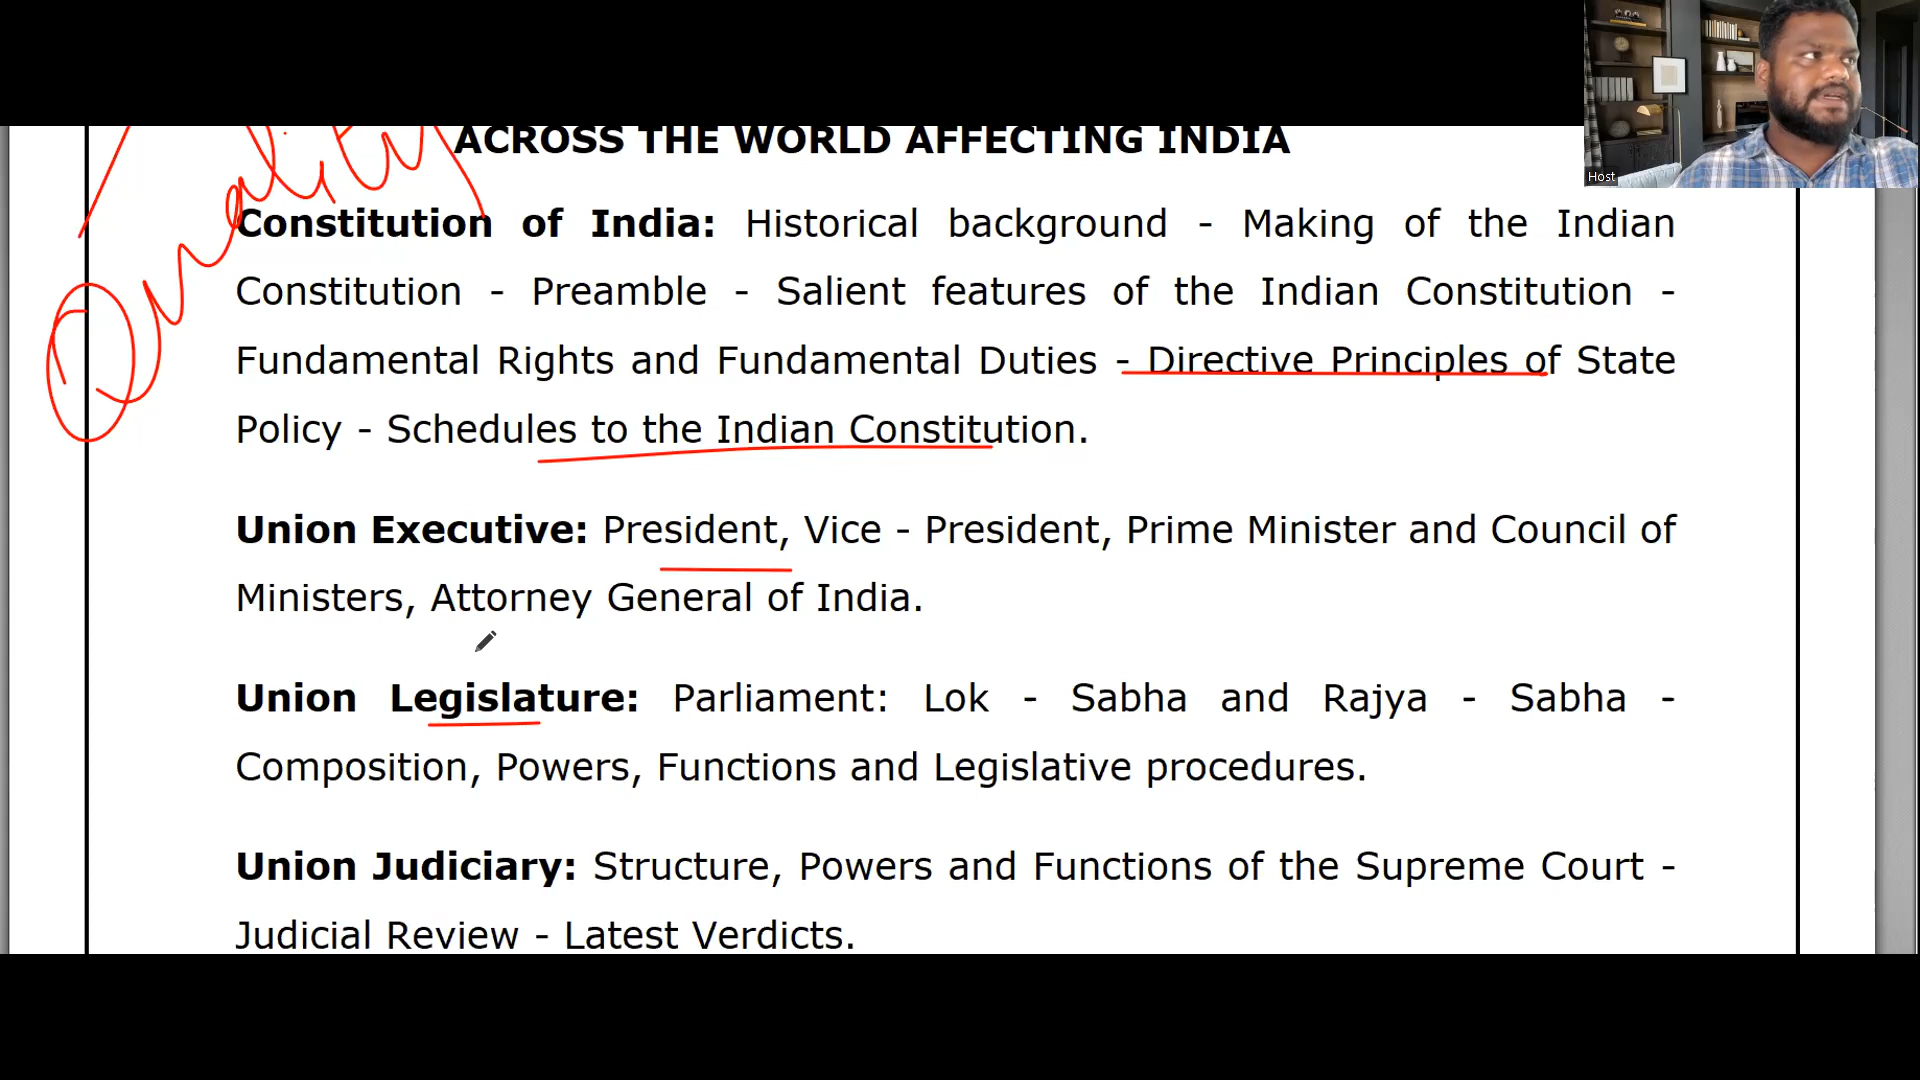 Host
ACROSS THE WORLD AFFECTING INDIA
Quality
Constitution of India: Historical background - Making of the Indian
Constitution - Preamble - Salient features of the Indian Constitution -
Fundamental Rights and Fundamental Duties - Directive Principles of State
Policy - Schedules to the Indian Constitution.
Union Executive: President, Vice - President, Prime Minister and Council of
Ministers, Attorney General of India.
Union Legislature: Parliament: Lok - Sabha and Rajya - Sabha -
Composition, Powers, Functions and Legislative procedures.
Union Judiciary: Structure, Powers and Functions of the Supreme Court -
Judicial Review - Latest Verdicts.